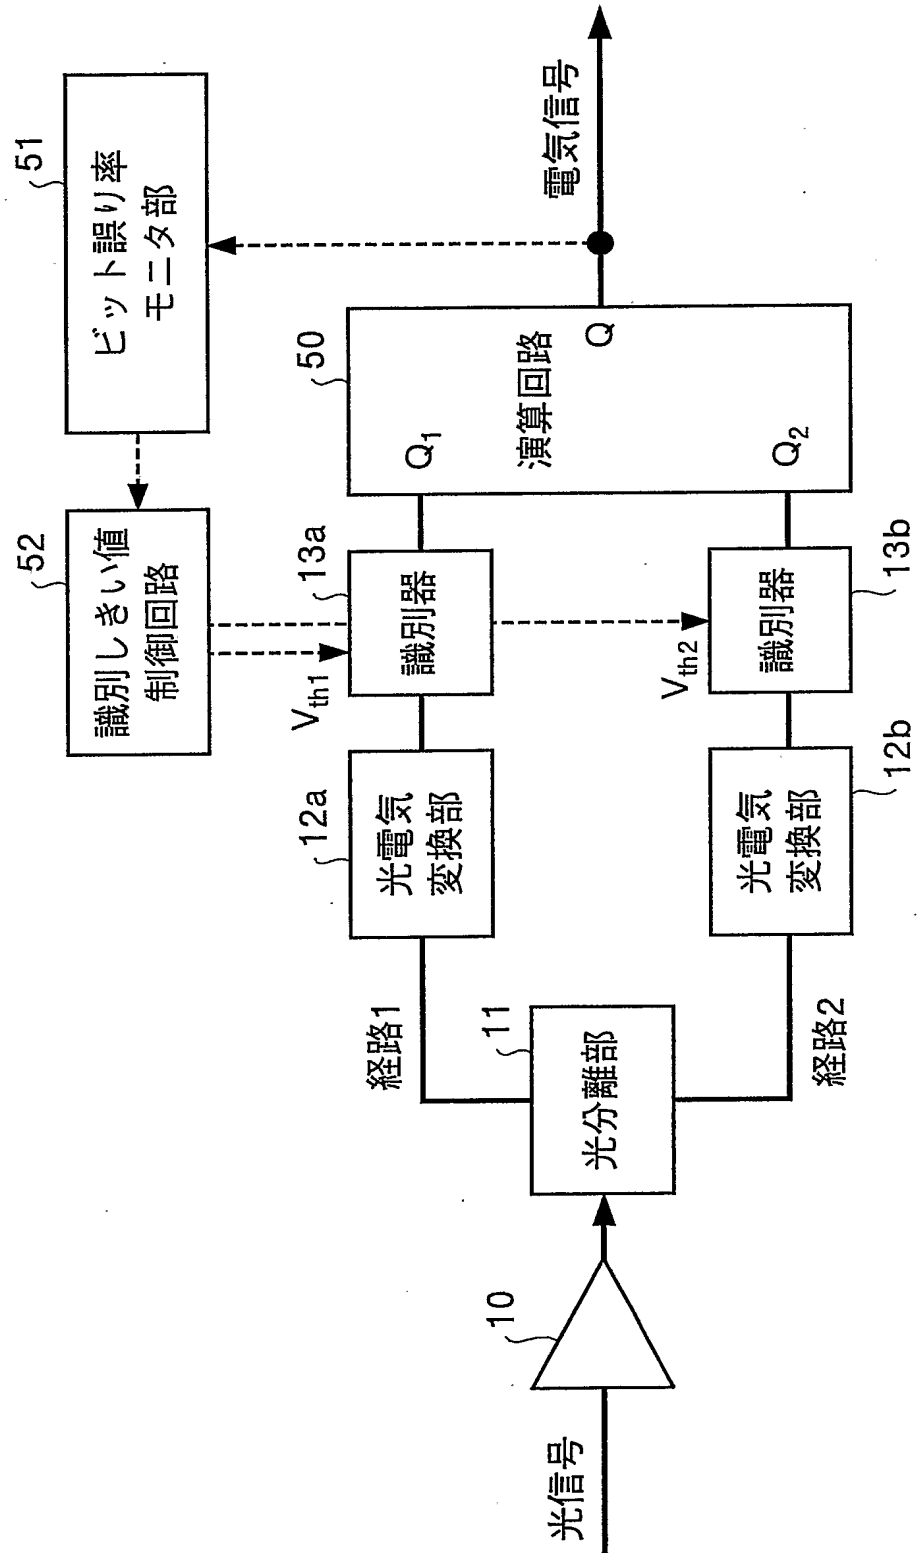 光信号
10
11
光分離部
経路1
経路2
12a
光電気
変換部
12b
光電気
変換部
13a
識別器
Vth1
13b
識別器
Vth2
50
演算回路
Q1
Q2
Q
52
識別しきい値
制御回路
51
ビット誤り率
モニタ部
電気信号